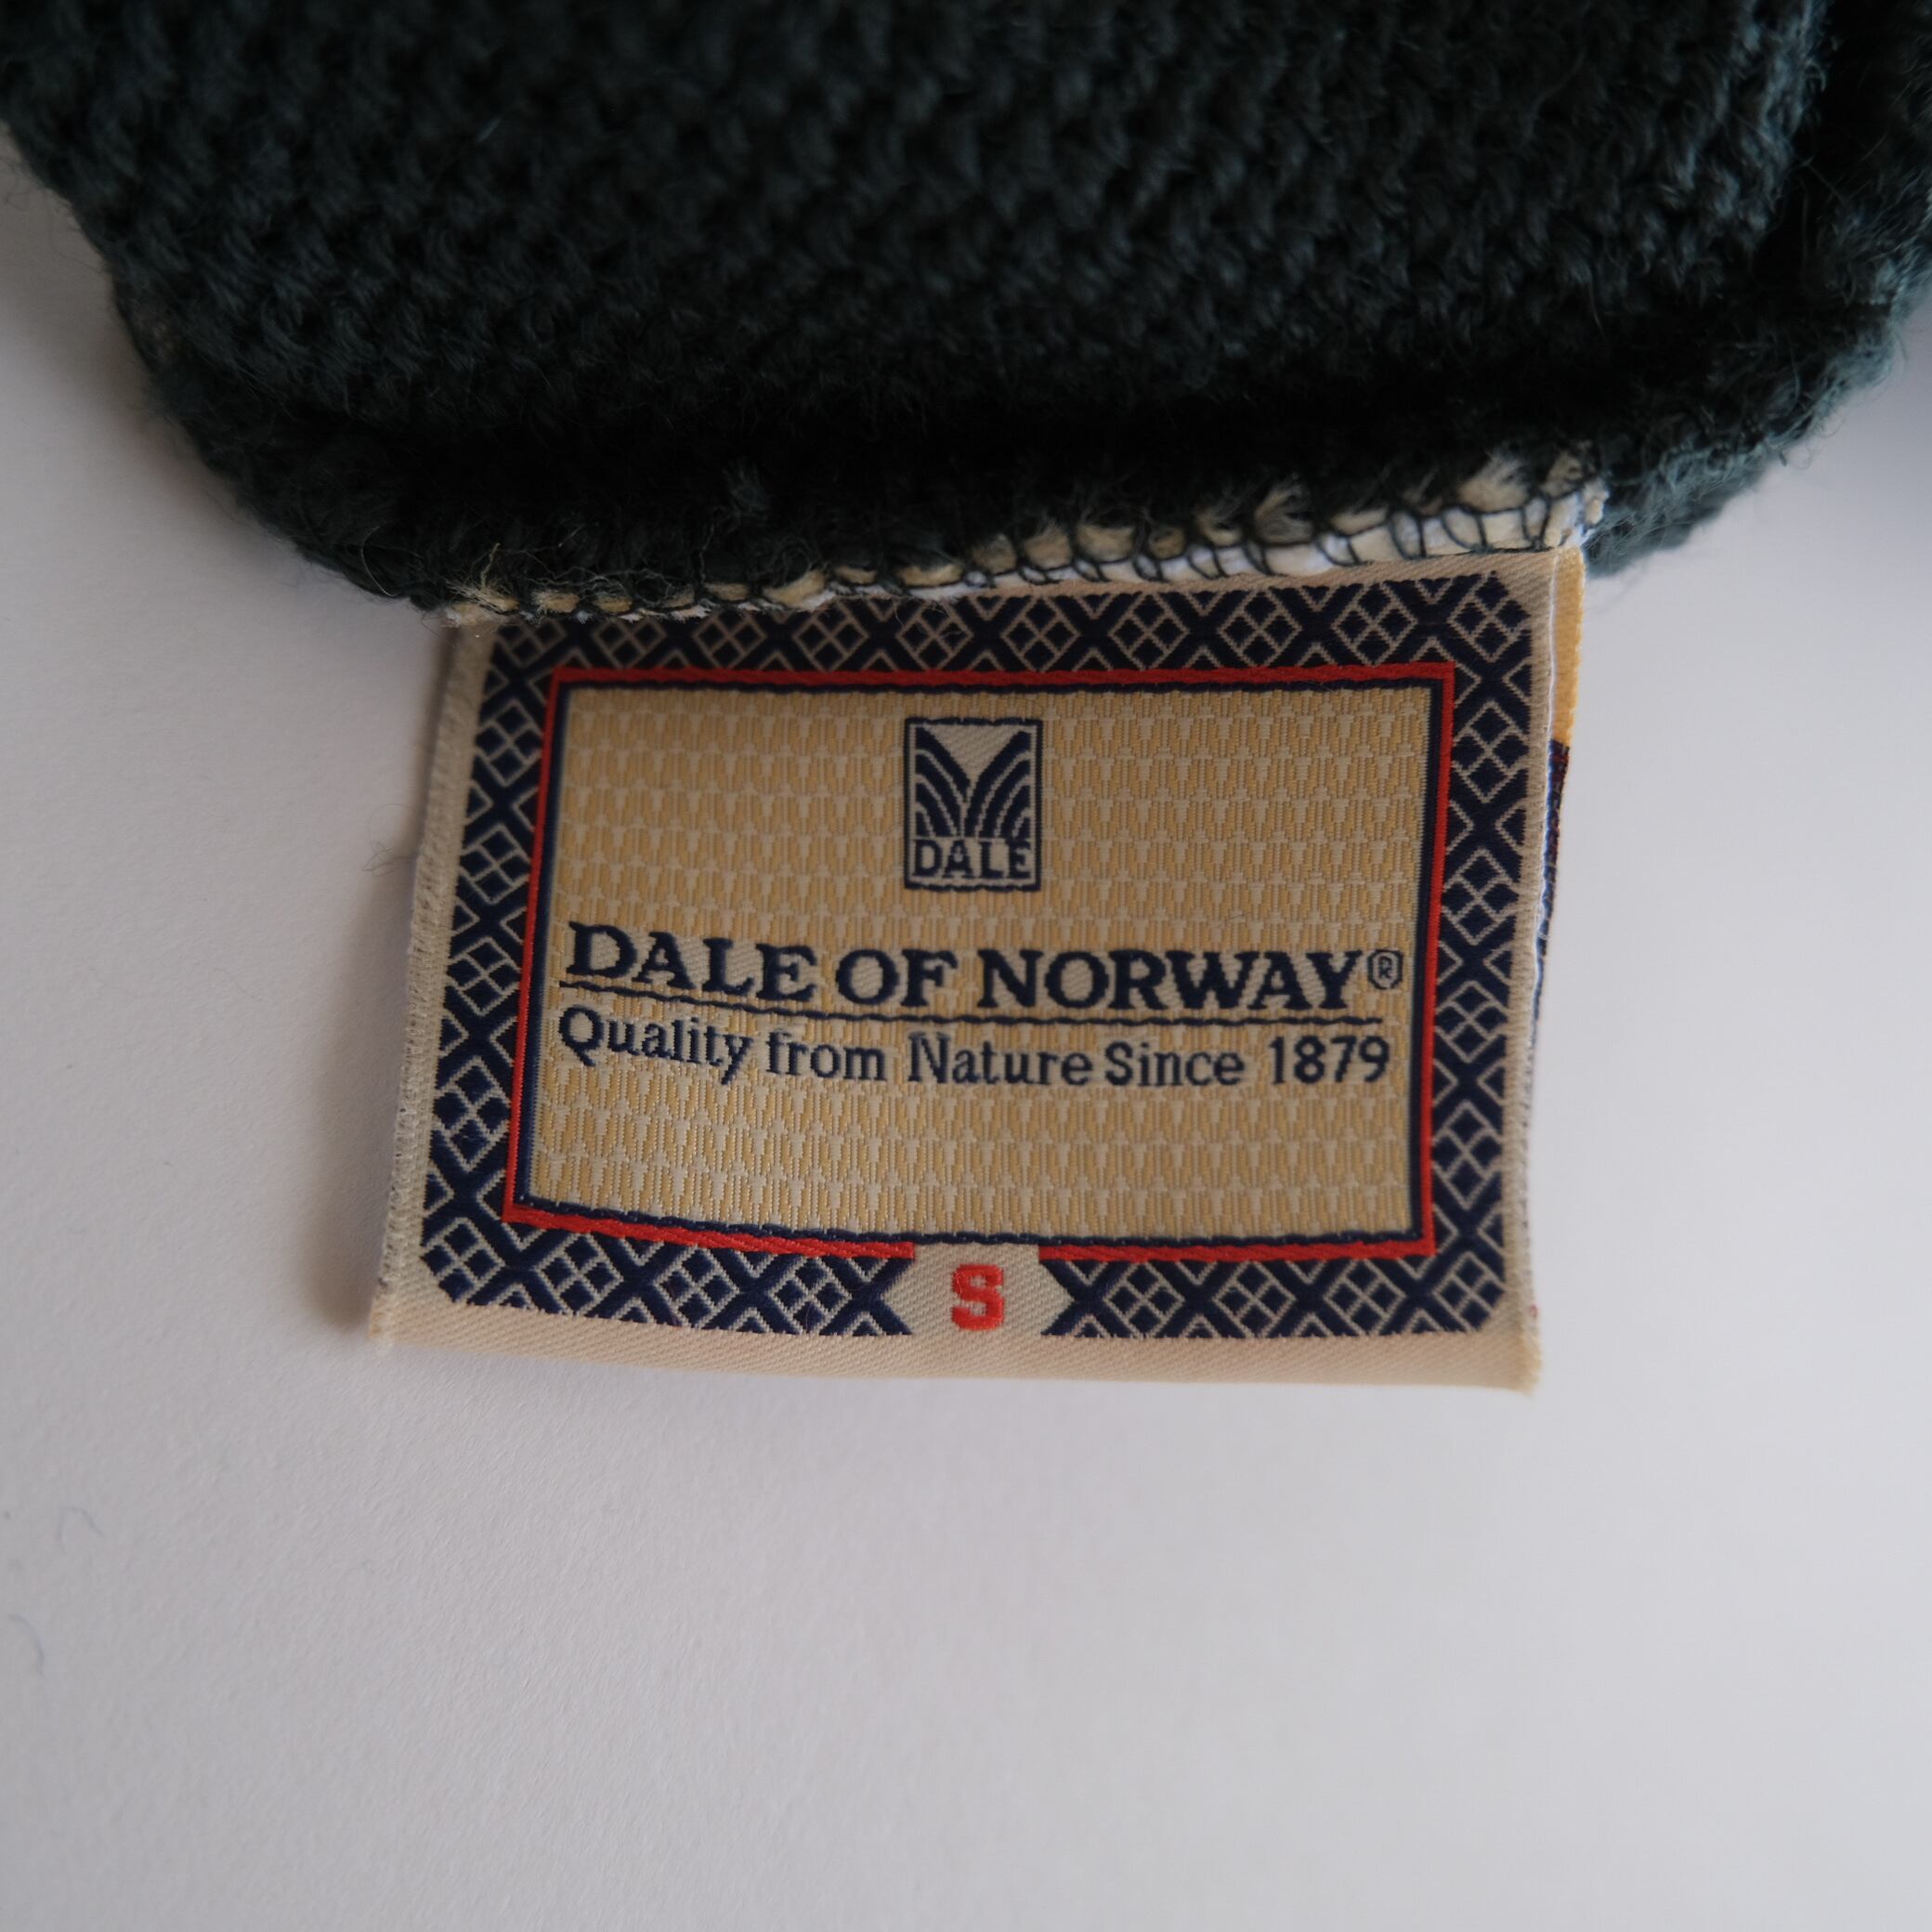 DALE
DALE OF NORWAY®
Quality from Nature Since 1879
S